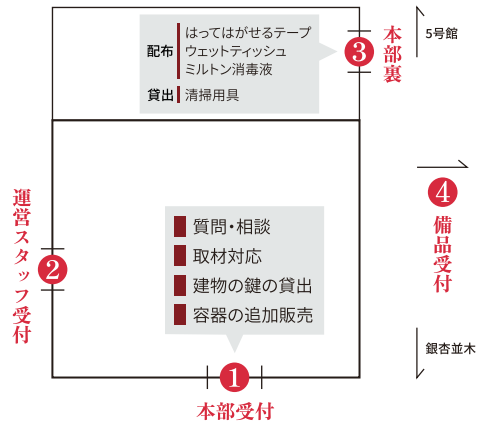 配布
はってはがせるテープ
ウェットティッシュ
ミルトン消毒液
貸出
清掃用具
3
本部裏
5号館
4
備品受付
2
運営スタッフ受付
質問・相談
取材対応
建物の鍵の貸出
容器の追加販売
1
本部受付
銀杏並木